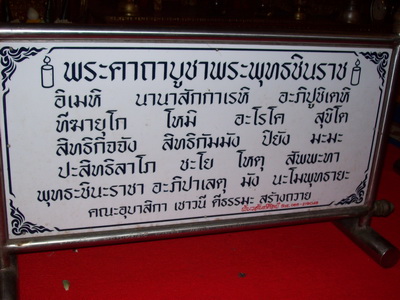 พระคาถาบูชาพระพุทธชินราช
อิเมหิ นานาสักกาเรหิ อะภิปูชิเตหิ
ทีฆายุโก โหมิ อะโรโค สุขิโต
สิทธิกิจจัง สิทธิกัมมัง ปิยัง มะมะ
ปะสิทธิลาโภ ชะโย โหตุ สัพพะทา
พุทธะชินะราชา อะภิปาเลตุ มัง นะโมพุทธายะ
คณะอุบาสิกา เชาวนี ศรีธรรมะ สร้างถวาย